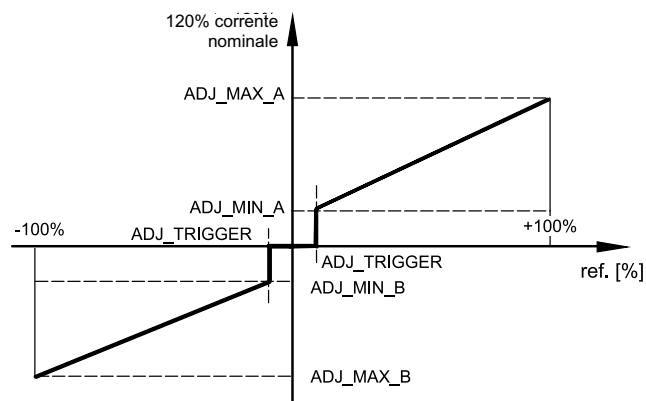 120% corrente
nominale
ADJ_MAX_A
ADJ_MIN_A
-100%
ADJ_TRIGGER
+100%
ADJ_TRIGGER
ref. [%]
ADJ_MIN_B
ADJ_MAX_B